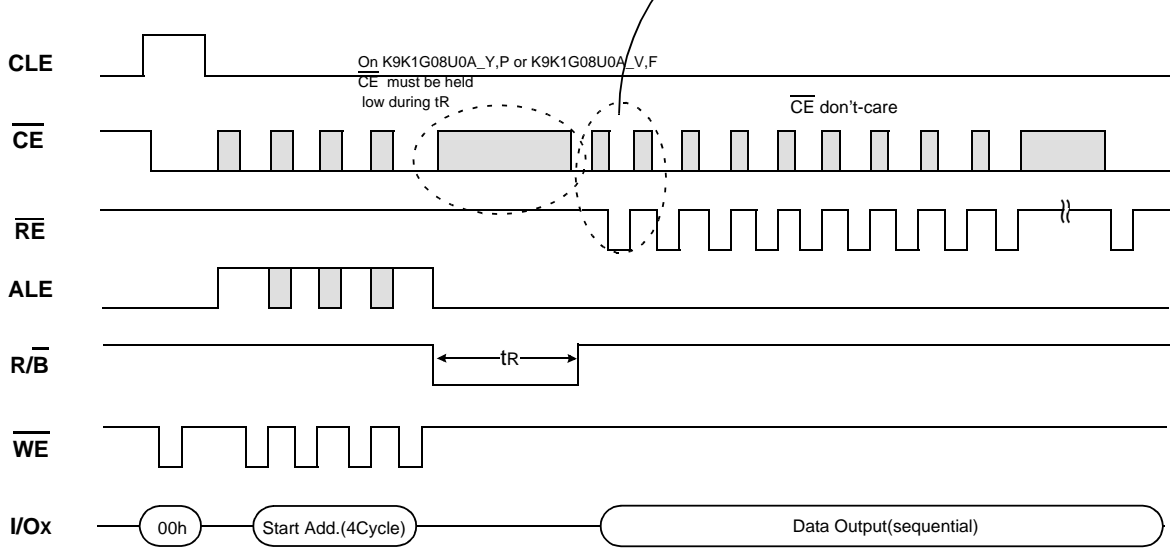 CLE
On K9K1G08U0A_Y,P or K9K1G08U0A_V,F
CE must be held
low during tR
CE don't-care
CE
RE
ALE
R/B
tR
WE
I/Ox
00h
Start Add.(4Cycle)
Data Output(sequential)